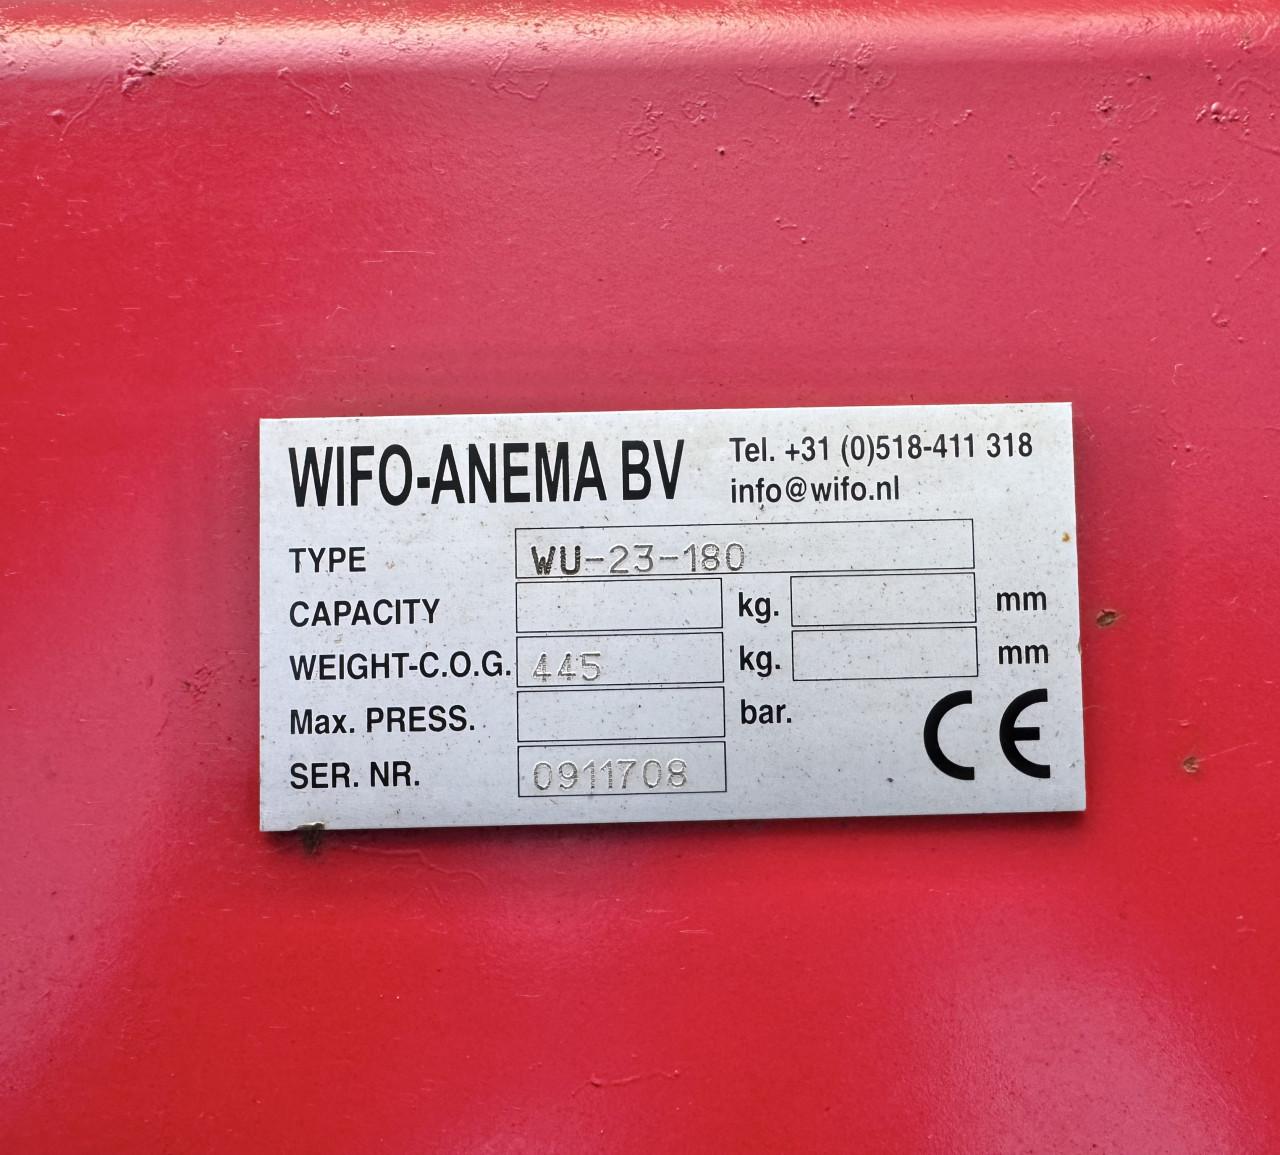 WIFO-ANEMA BV
Tel. +31 (0)518-411 318
info@wifo.nl
TYPE WU-23-180
CAPACITY kg. mm
WEIGHT-C.O.G. 445 kg. mm
Max. PRESS. bar.
SER. NR. 0911708
CE